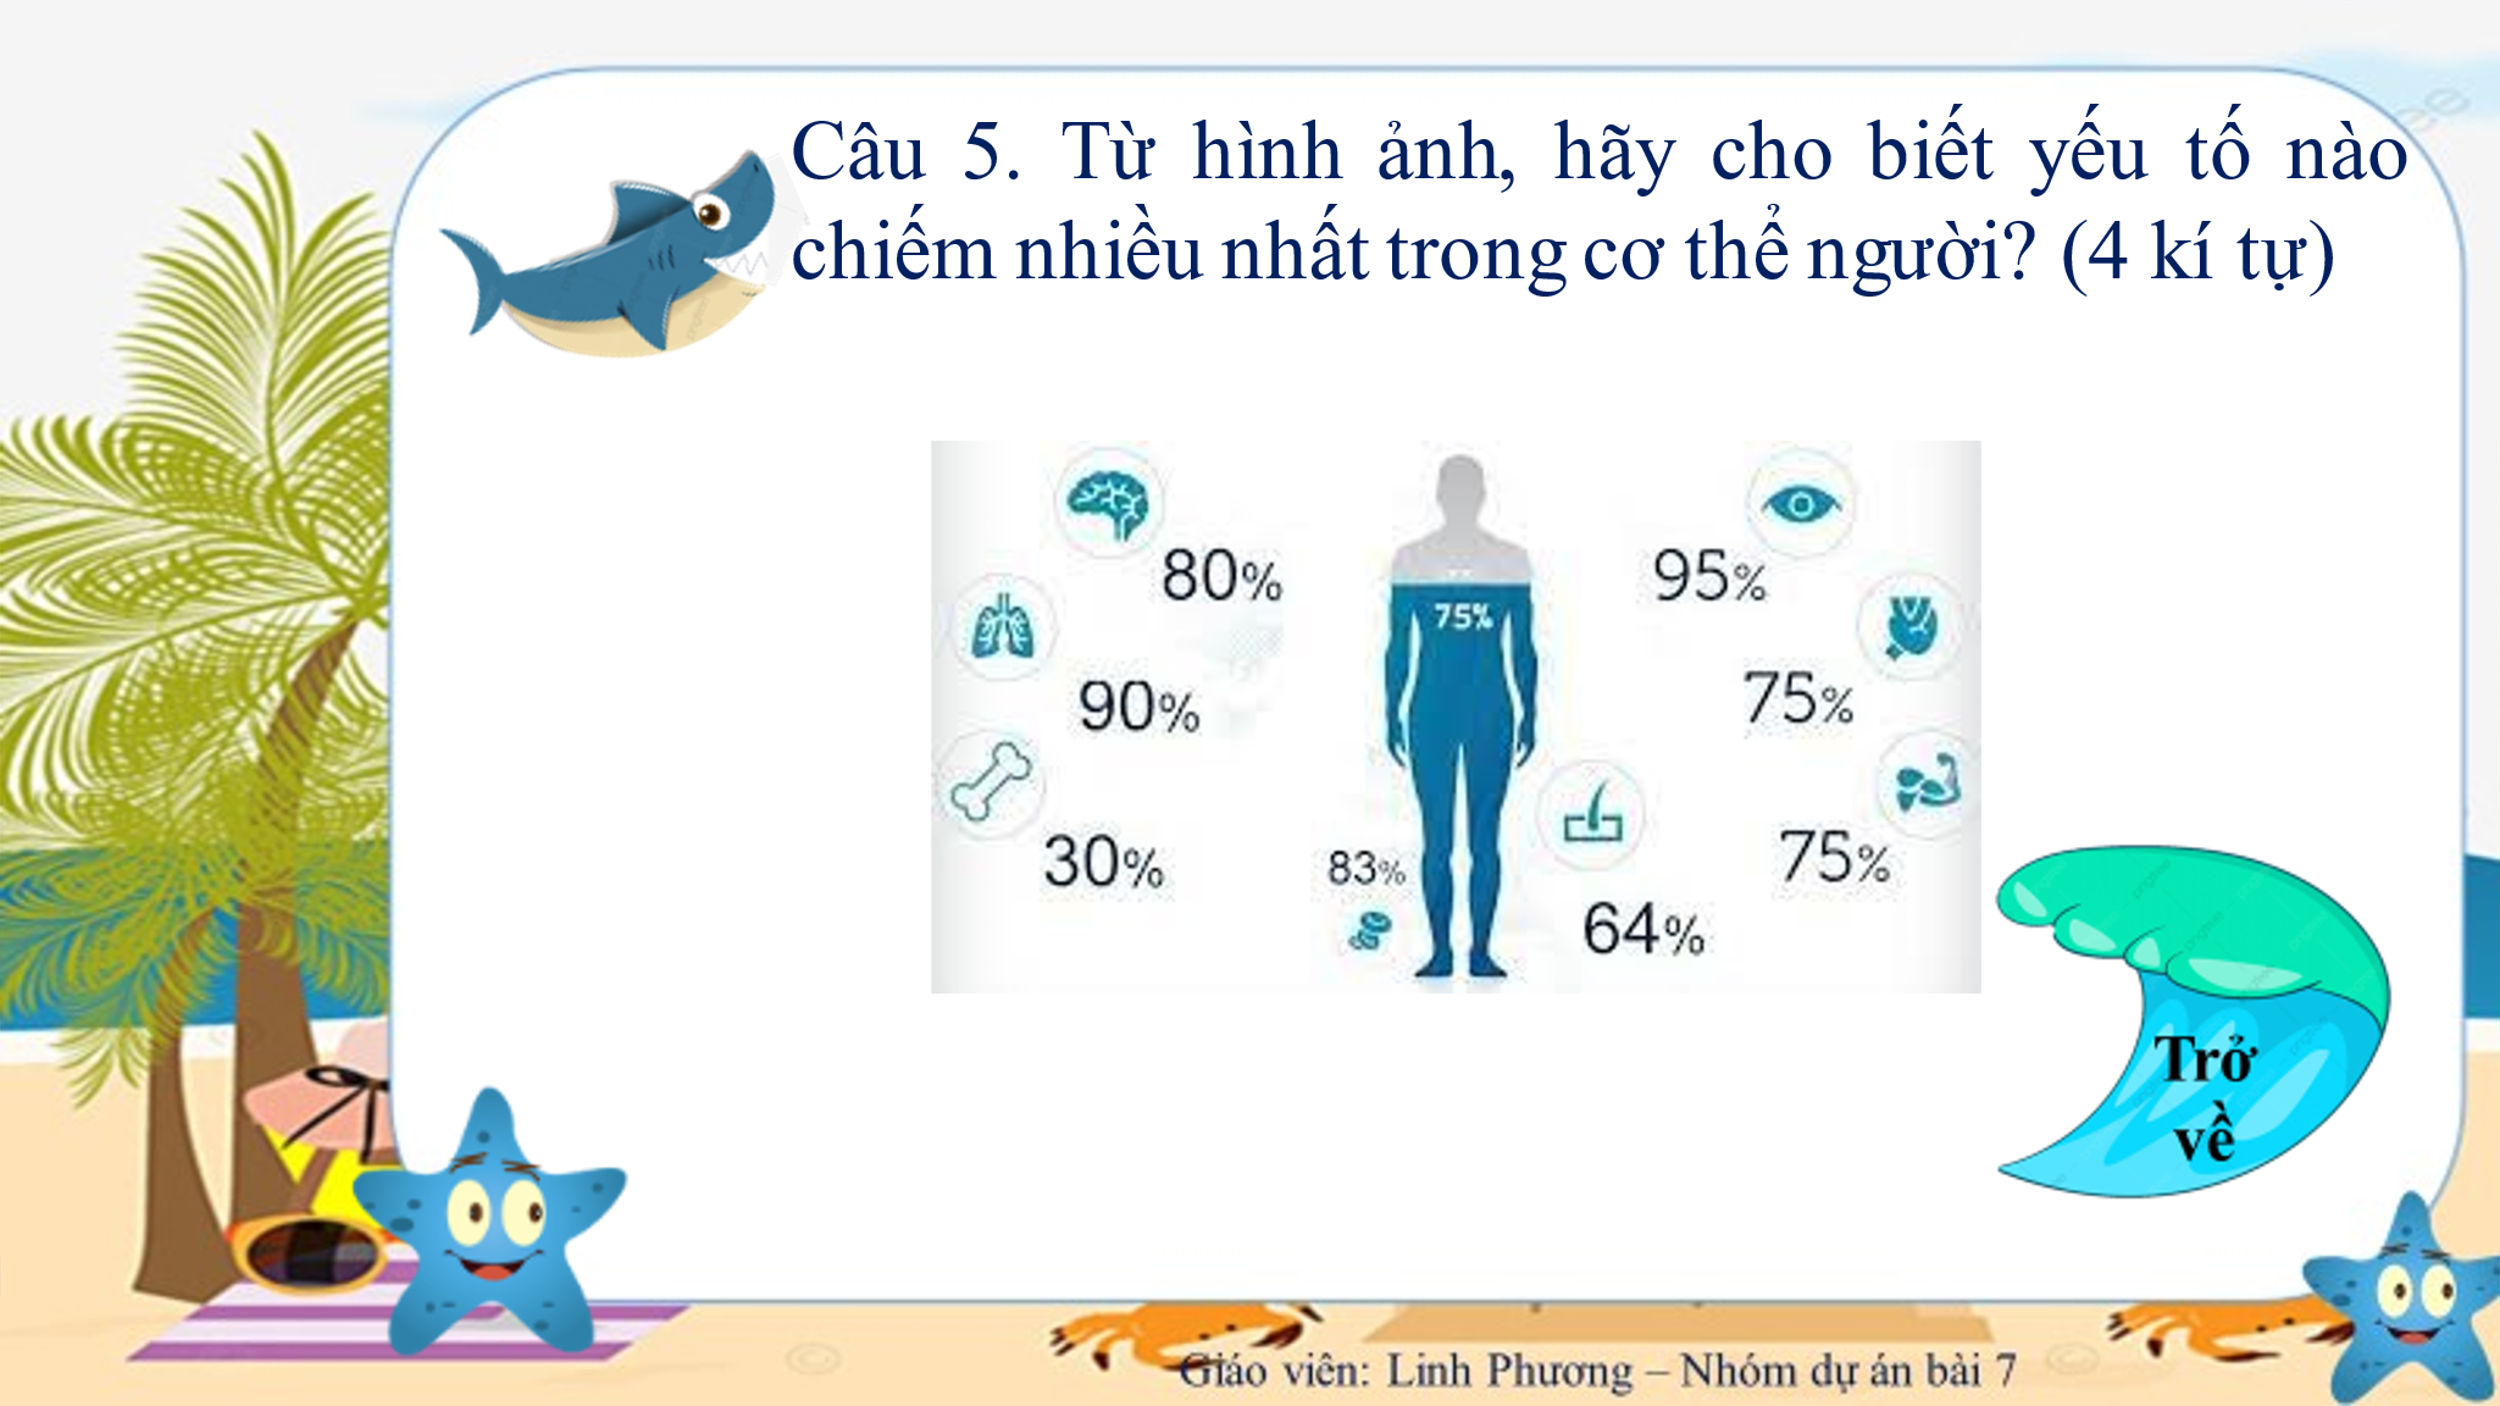 Câu 5. Từ hình ảnh, hãy cho biết yếu tố nào
chiếm nhiều nhất trong cơ thể người? (4 kí tự)
80%
95%
75%
90%
75%
30%
83%
75%
64%
Trở
về
Giáo viên: Linh Phương – Nhóm dự án bài 7